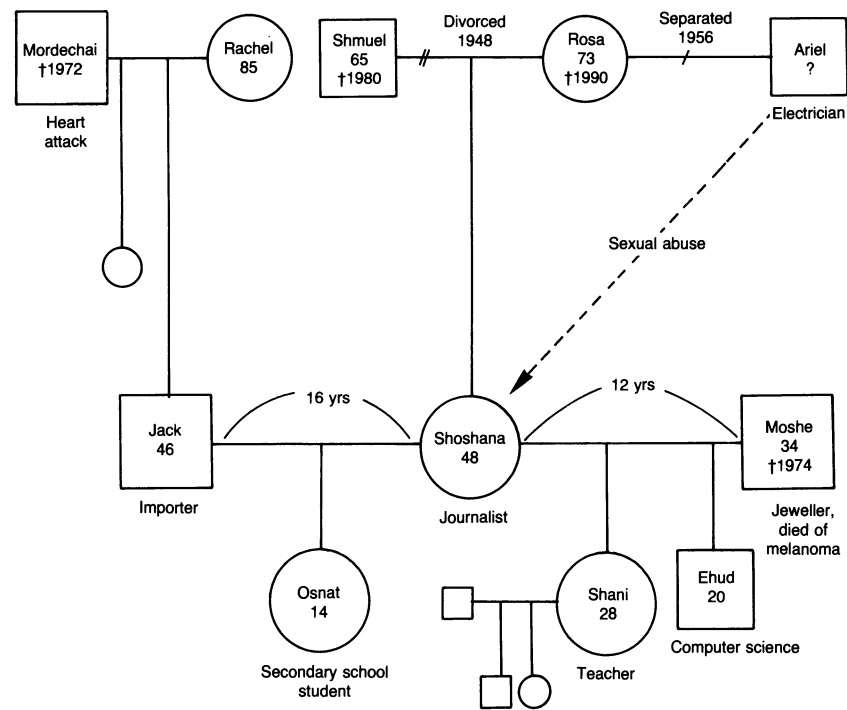 Mordechai
†1972
Heart
attack
Rachel
85
Shmuel
65
†1980
Divorced
1948
Rosa
73
†1990
Separated
1956
Ariel
?
Electrician
Sexual abuse
16 yrs
12 yrs
Jack
46
Importer
Shoshana
48
Journalist
Moshe
34
†1974
Jeweller,
died of
melanoma
Osnat
14
Secondary school
student
Shani
28
Teacher
Ehud
20
Computer science